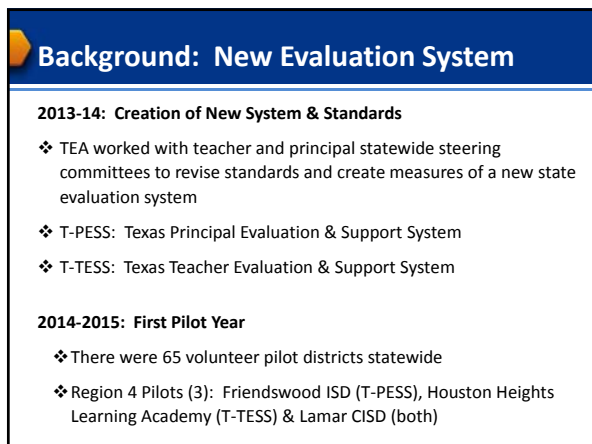 Background:  New Evaluation System
2013-14:  Creation of New System & Standards
❖ TEA worked with teacher and principal statewide steering
committees to revise standards and create measures of a new state
evaluation system
❖ T-PESS:  Texas Principal Evaluation & Support System
❖ T-TESS:  Texas Teacher Evaluation & Support System
2014-2015:  First Pilot Year
❖ There were 65 volunteer pilot districts statewide
❖ Region 4 Pilots (3):  Friendswood ISD (T-PESS), Houston Heights
Learning Academy (T-TESS) & Lamar CISD (both)